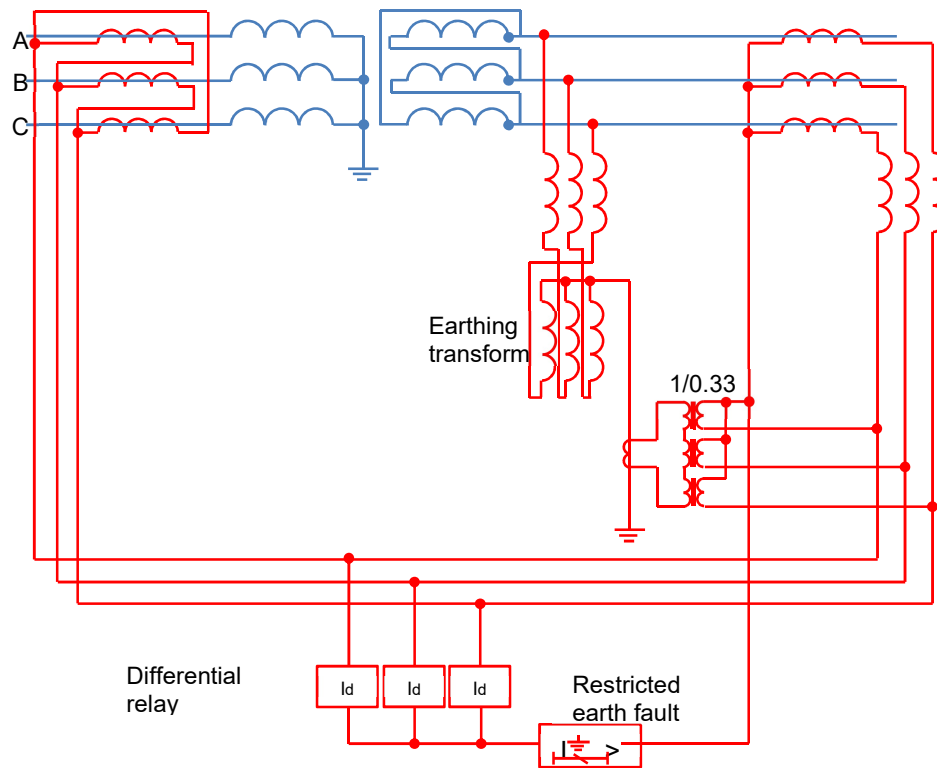 A
B
C
Earthing
transform
1/0.33
Differential
relay
Id
Id
Id
Restricted
earth fault
I >